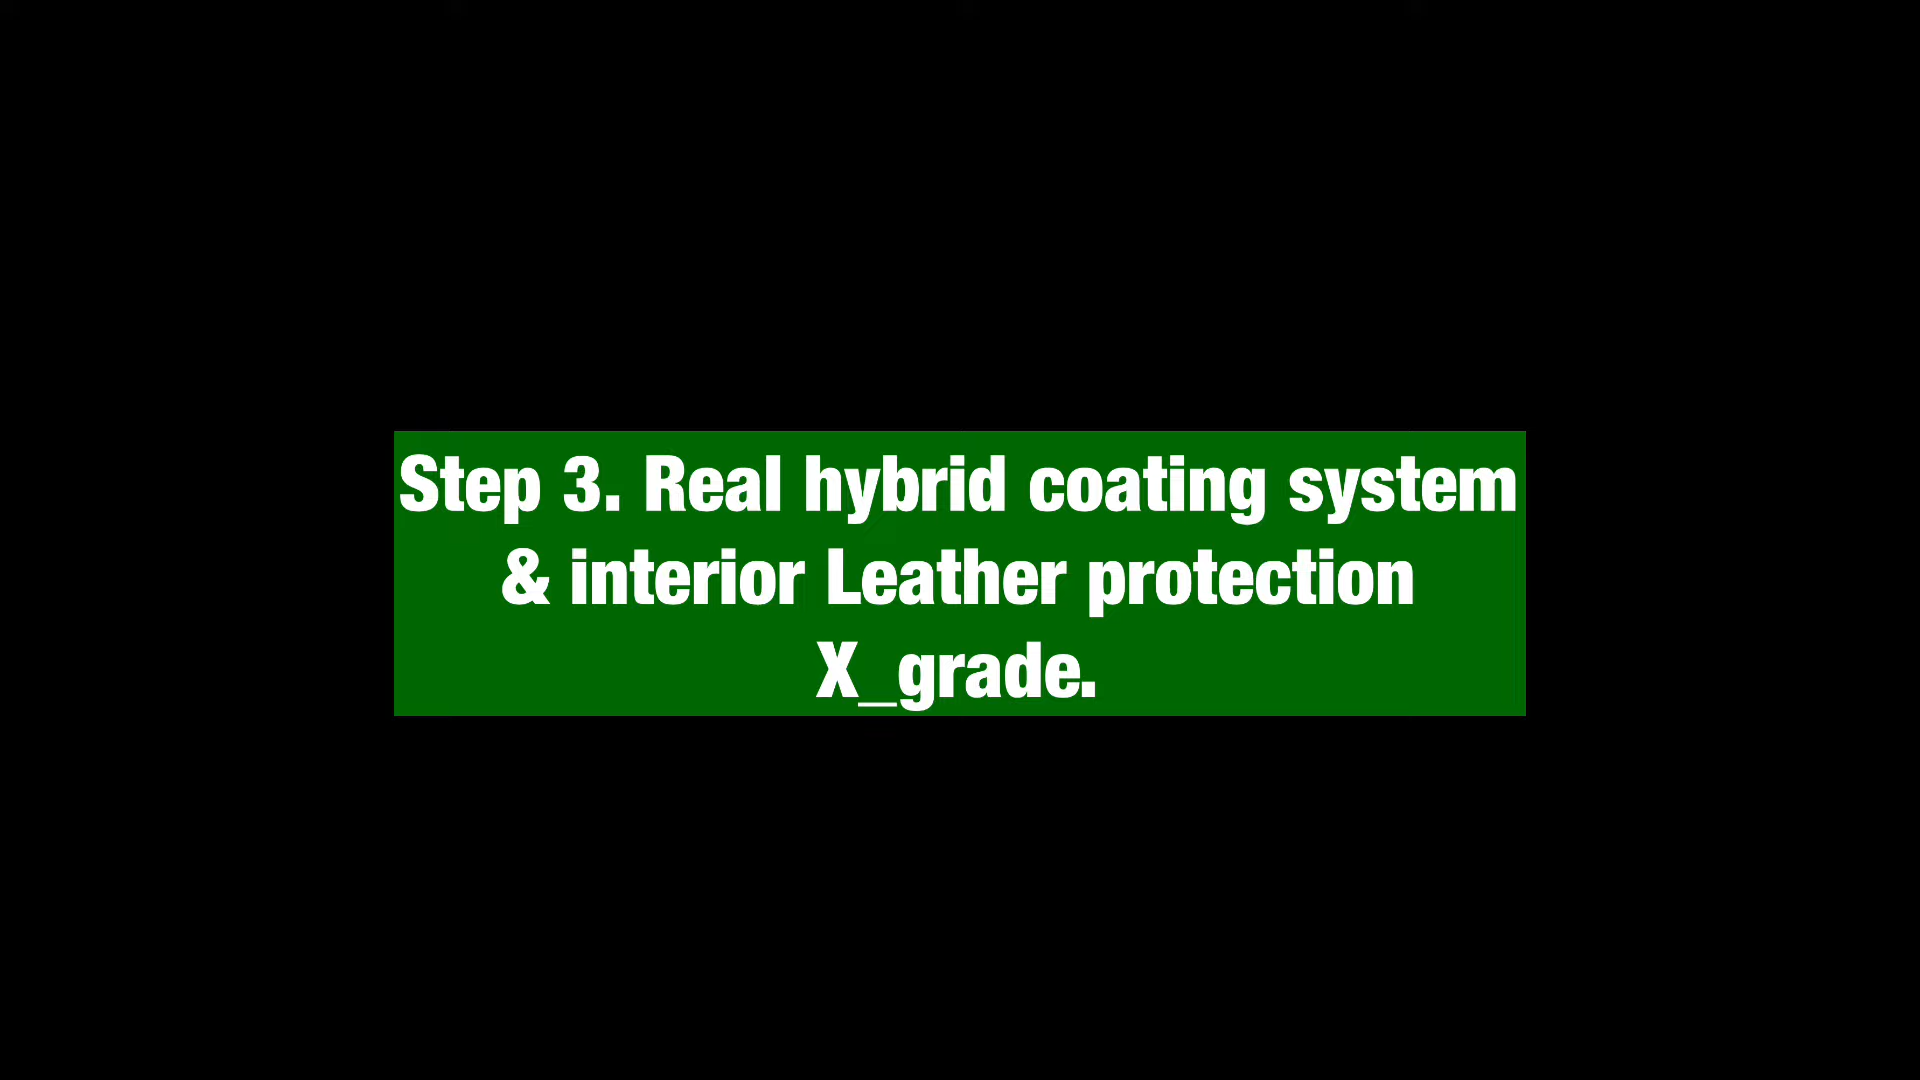 Step 3. Real hybrid coating system
& interior Leather protection
X_grade.